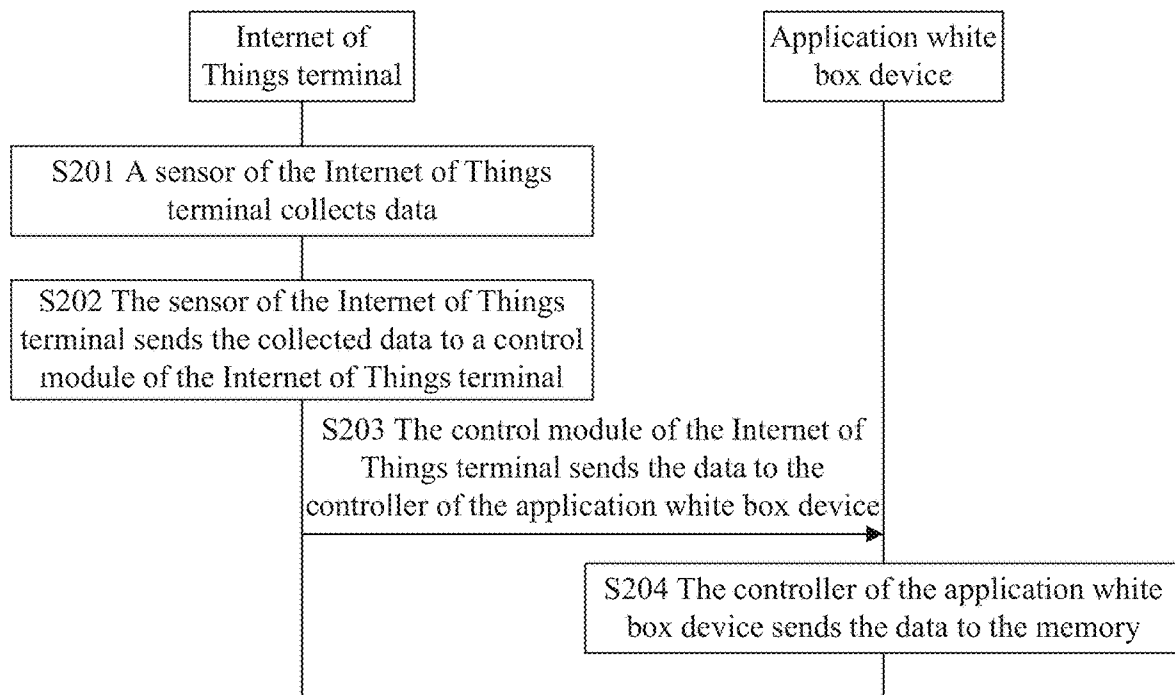 Internet of
Things terminal
Application white
box device
S201 A sensor of the Internet of Things
terminal collects data
S202 The sensor of the Internet of Things
terminal sends the collected data to a control
module of the Internet of Things terminal
S203 The control module of the Internet of
Things terminal sends the data to the
controller of the application white box device
S204 The controller of the application white
box device sends the data to the memory